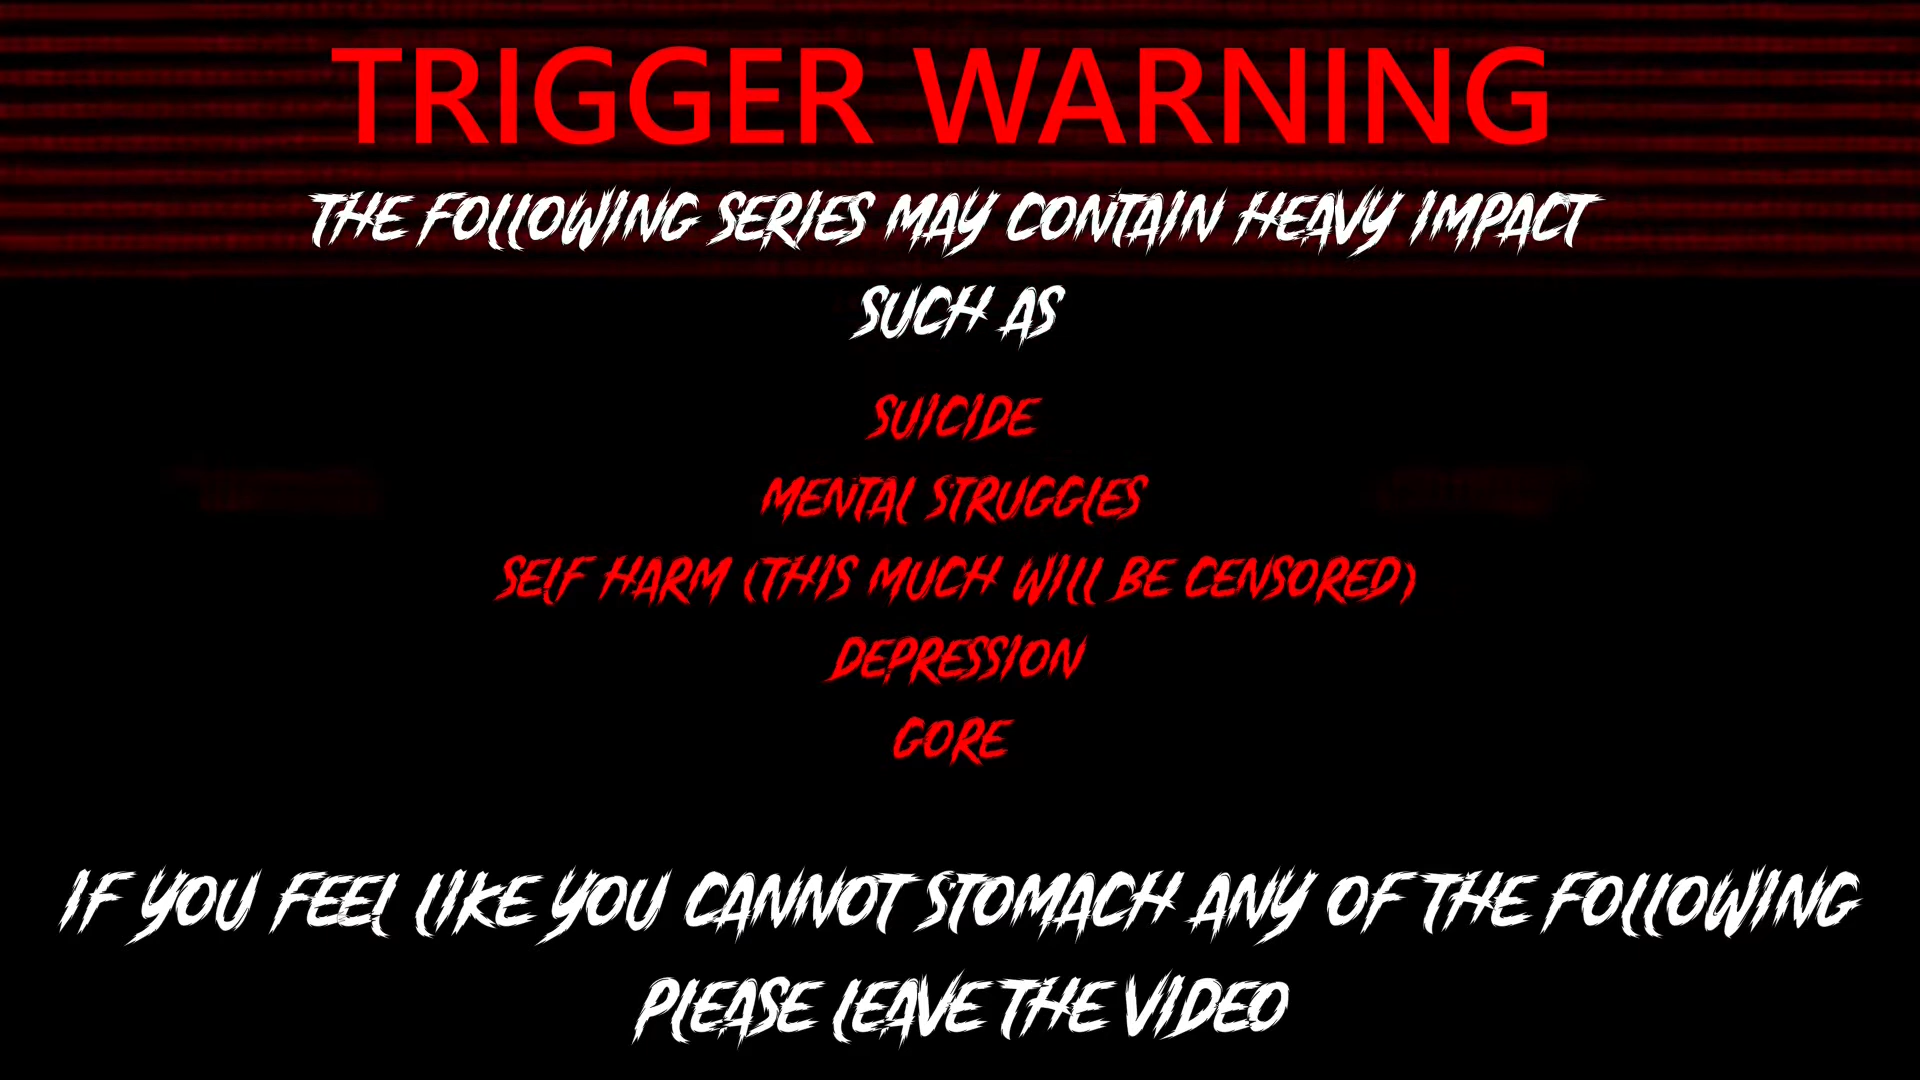 TRIGGER WARNING
THE FOLLOWING SERIES MAY CONTAIN HEAVY IMPACT
SUCH AS
SUICIDE
MENTAL STRUGGLES
SELF HARM (THIS MUCH WILL BE CENSORED)
DEPRESSION
GORE
IF YOU FEEL LIKE YOU CANNOT STOMACH ANY OF THE FOLLOWING
PLEASE LEAVE THE VIDEO